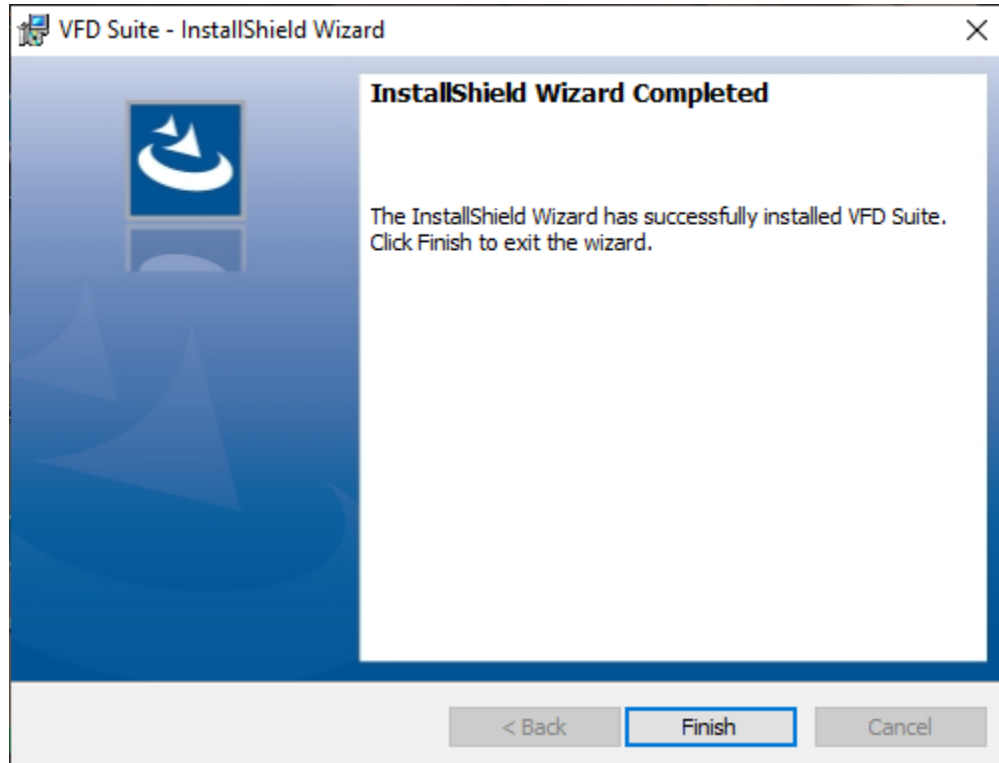 VFD Suite - InstallShield Wizard
InstallShield Wizard Completed
The InstallShield Wizard has successfully installed VFD Suite.
Click Finish to exit the wizard.
< Back
Finish
Cancel